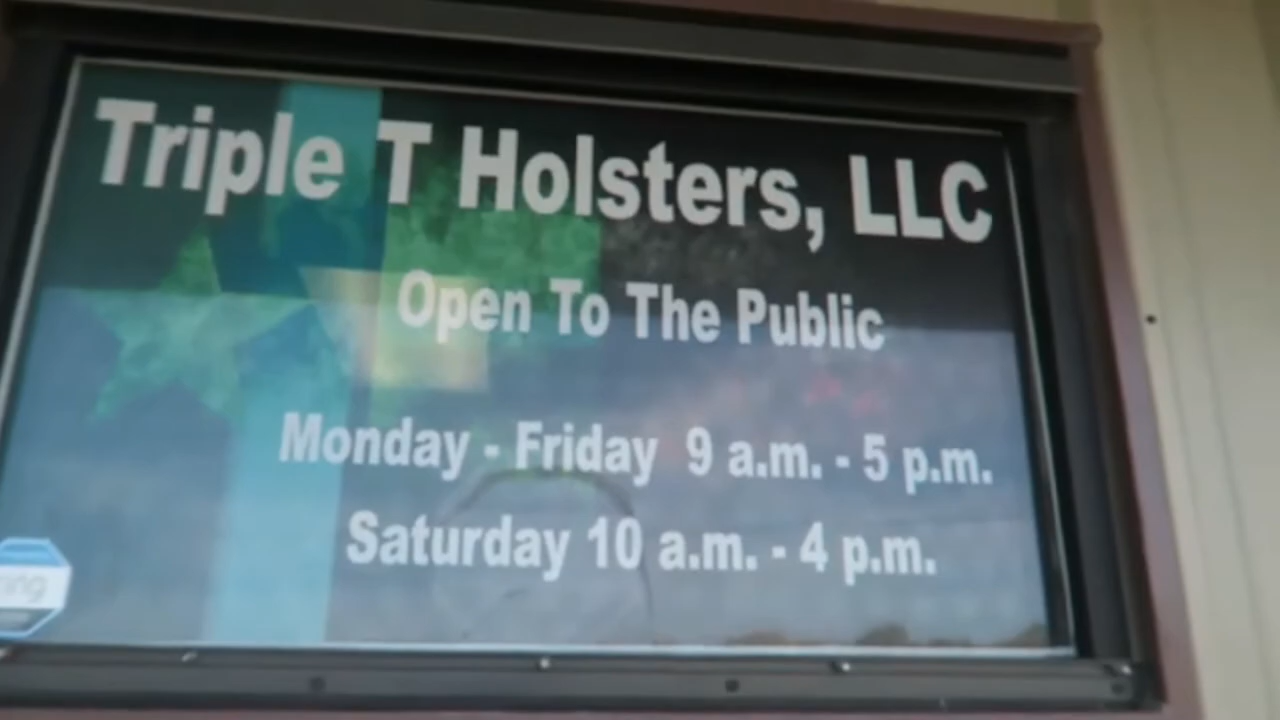 Triple T Holsters, LLC
Open To The Public
Monday - Friday 9 a.m. - 5 p.m.
Saturday 10 a.m. - 4 p.m.